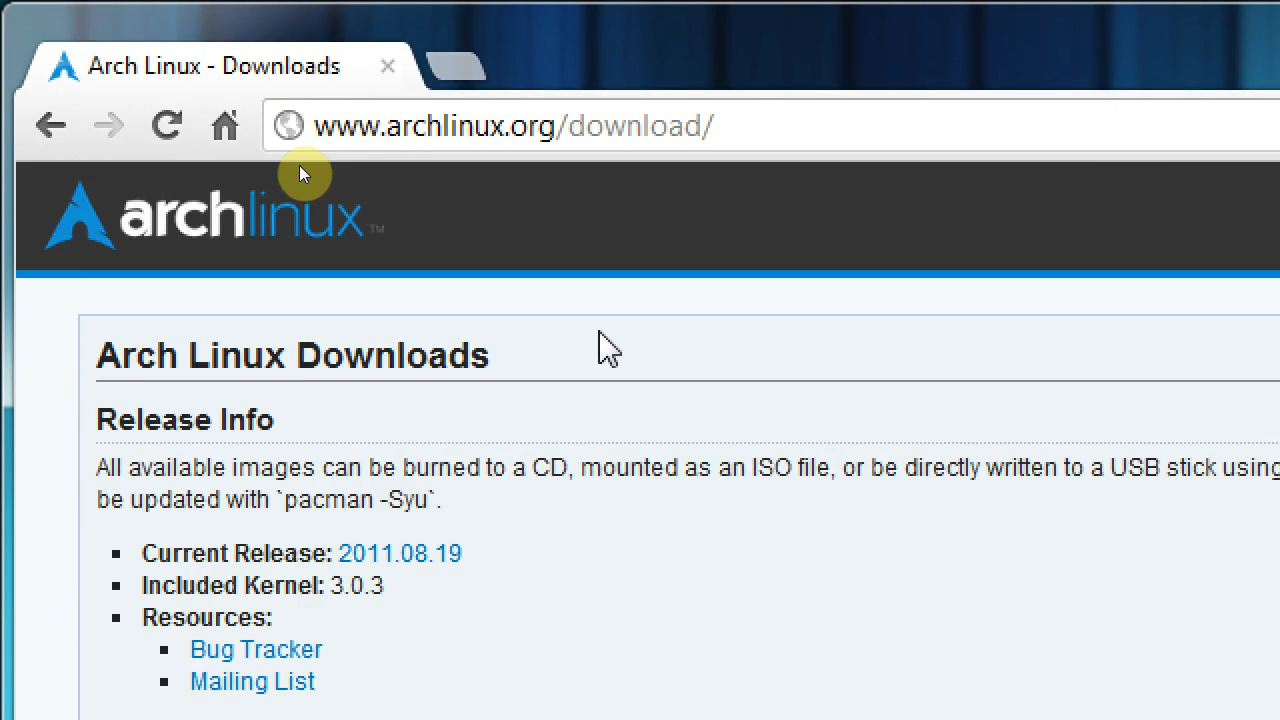 Arch Linux - Downloads
www.archlinux.org/download/
archlinux™
Arch Linux Downloads
Release Info
All available images can be burned to a CD, mounted as an ISO file, or be directly written to a USB stick using
be updated with `pacman -Syu`.
Current Release: 2011.08.19
Included Kernel: 3.0.3
Resources:
Bug Tracker
Mailing List